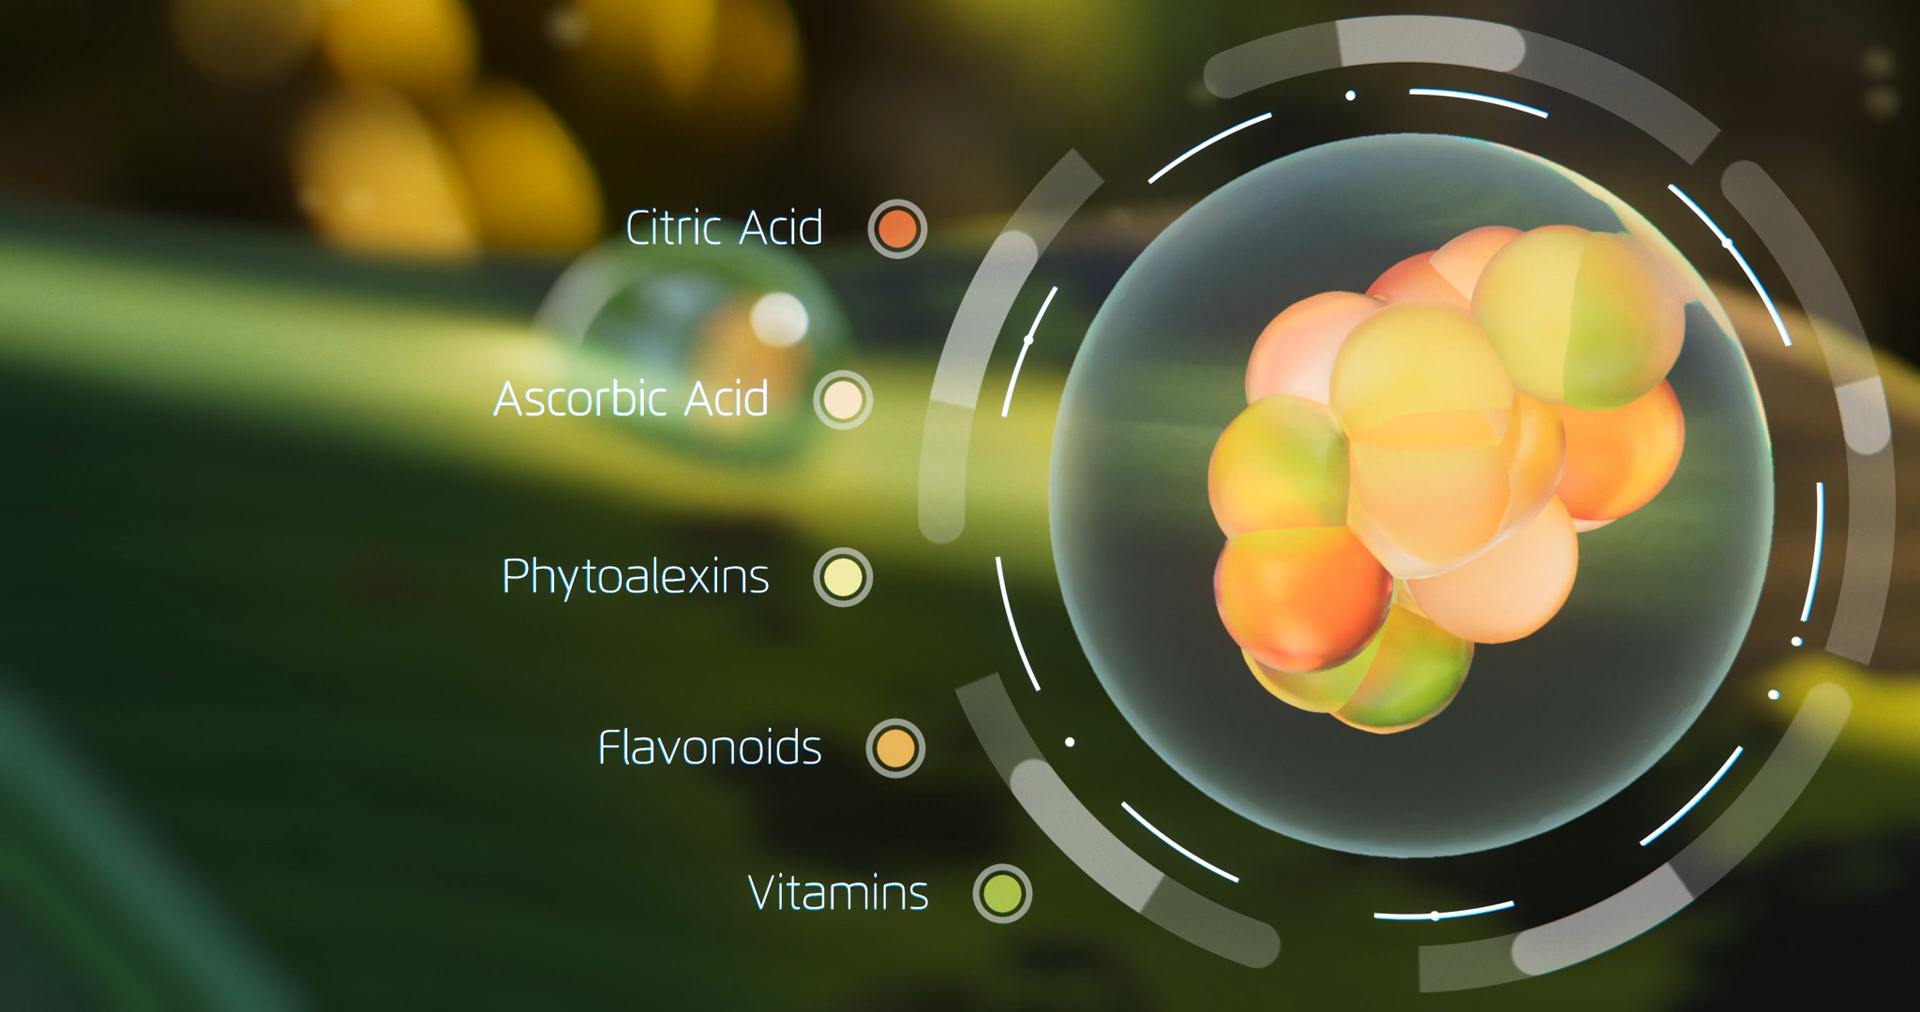 Citric Acid
Ascorbic Acid
Phytoalexins
Flavonoids
Vitamins